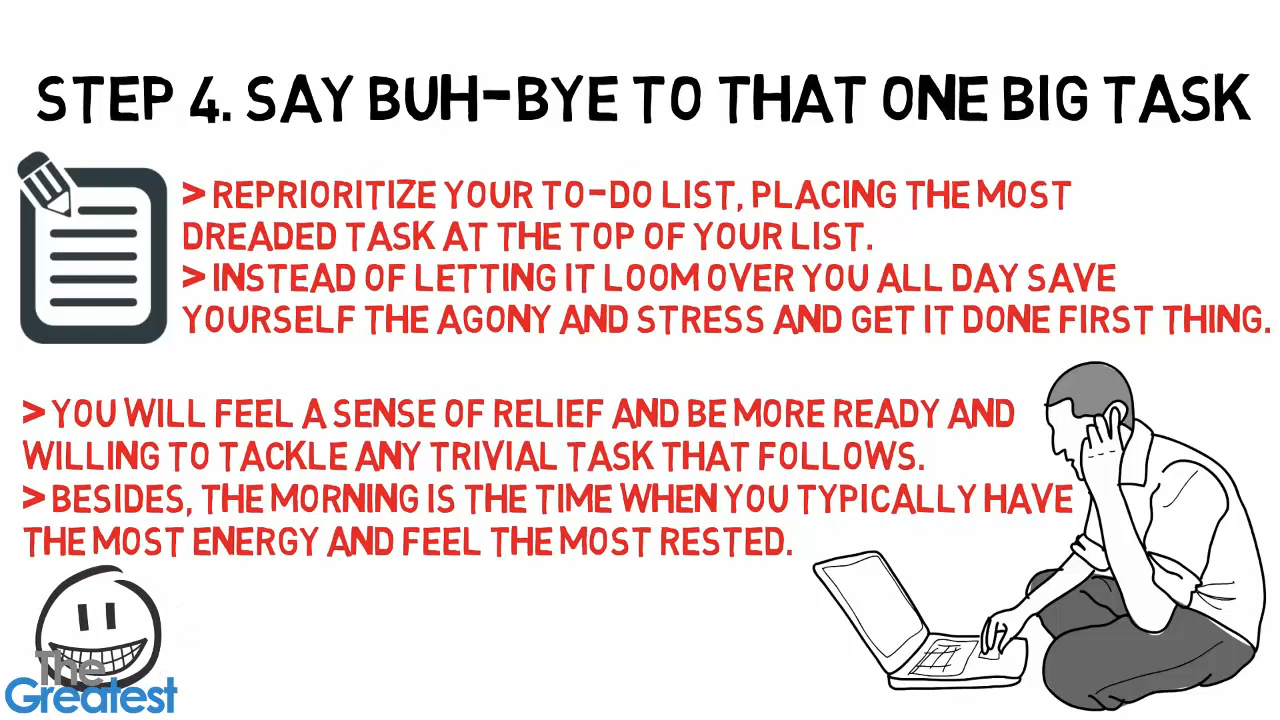 STEP 4. SAY BUH-BYE TO THAT ONE BIG TASK
> REPRIORITIZE YOUR TO-DO LIST, PLACING THE MOST
DREADED TASK AT THE TOP OF YOUR LIST.
> INSTEAD OF LETTING IT LOOM OVER YOU ALL DAY SAVE
YOURSELF THE AGONY AND STRESS AND GET IT DONE FIRST THING.
> YOU WILL FEEL A SENSE OF RELIEF AND BE MORE READY AND
WILLING TO TACKLE ANY TRIVIAL TASK THAT FOLLOWS.
> BESIDES, THE MORNING IS THE TIME WHEN YOU TYPICALLY HAVE
THE MOST ENERGY AND FEEL THE MOST RESTED.
The
Greatest